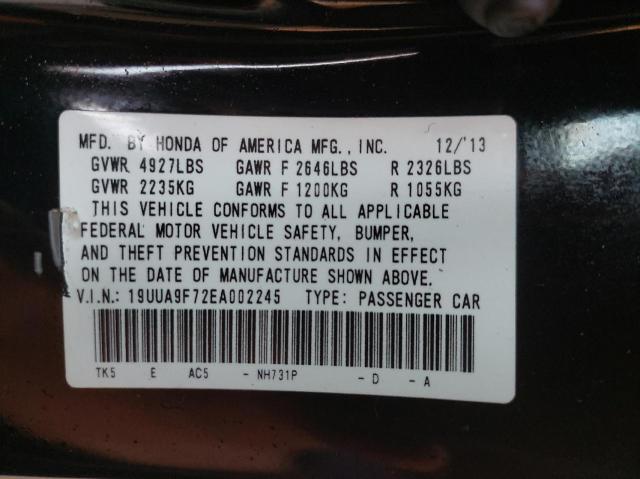 MFD. BY HONDA OF AMERICA MFG., INC. 12/'13
GVWR 4927LBS GAWR F 2646LBS R 2326LBS
GVWR 2235KG GAWR F 1200KG R 1055KG
THIS VEHICLE CONFORMS TO ALL APPLICABLE
FEDERAL MOTOR VEHICLE SAFETY, BUMPER,
AND THEFT PREVENTION STANDARDS IN EFFECT
ON THE DATE OF MANUFACTURE SHOWN ABOVE.
V.I.N.: 19UUA9F72EA002245 TYPE: PASSENGER CAR
TK5 E AC5 - NH731P - D - A